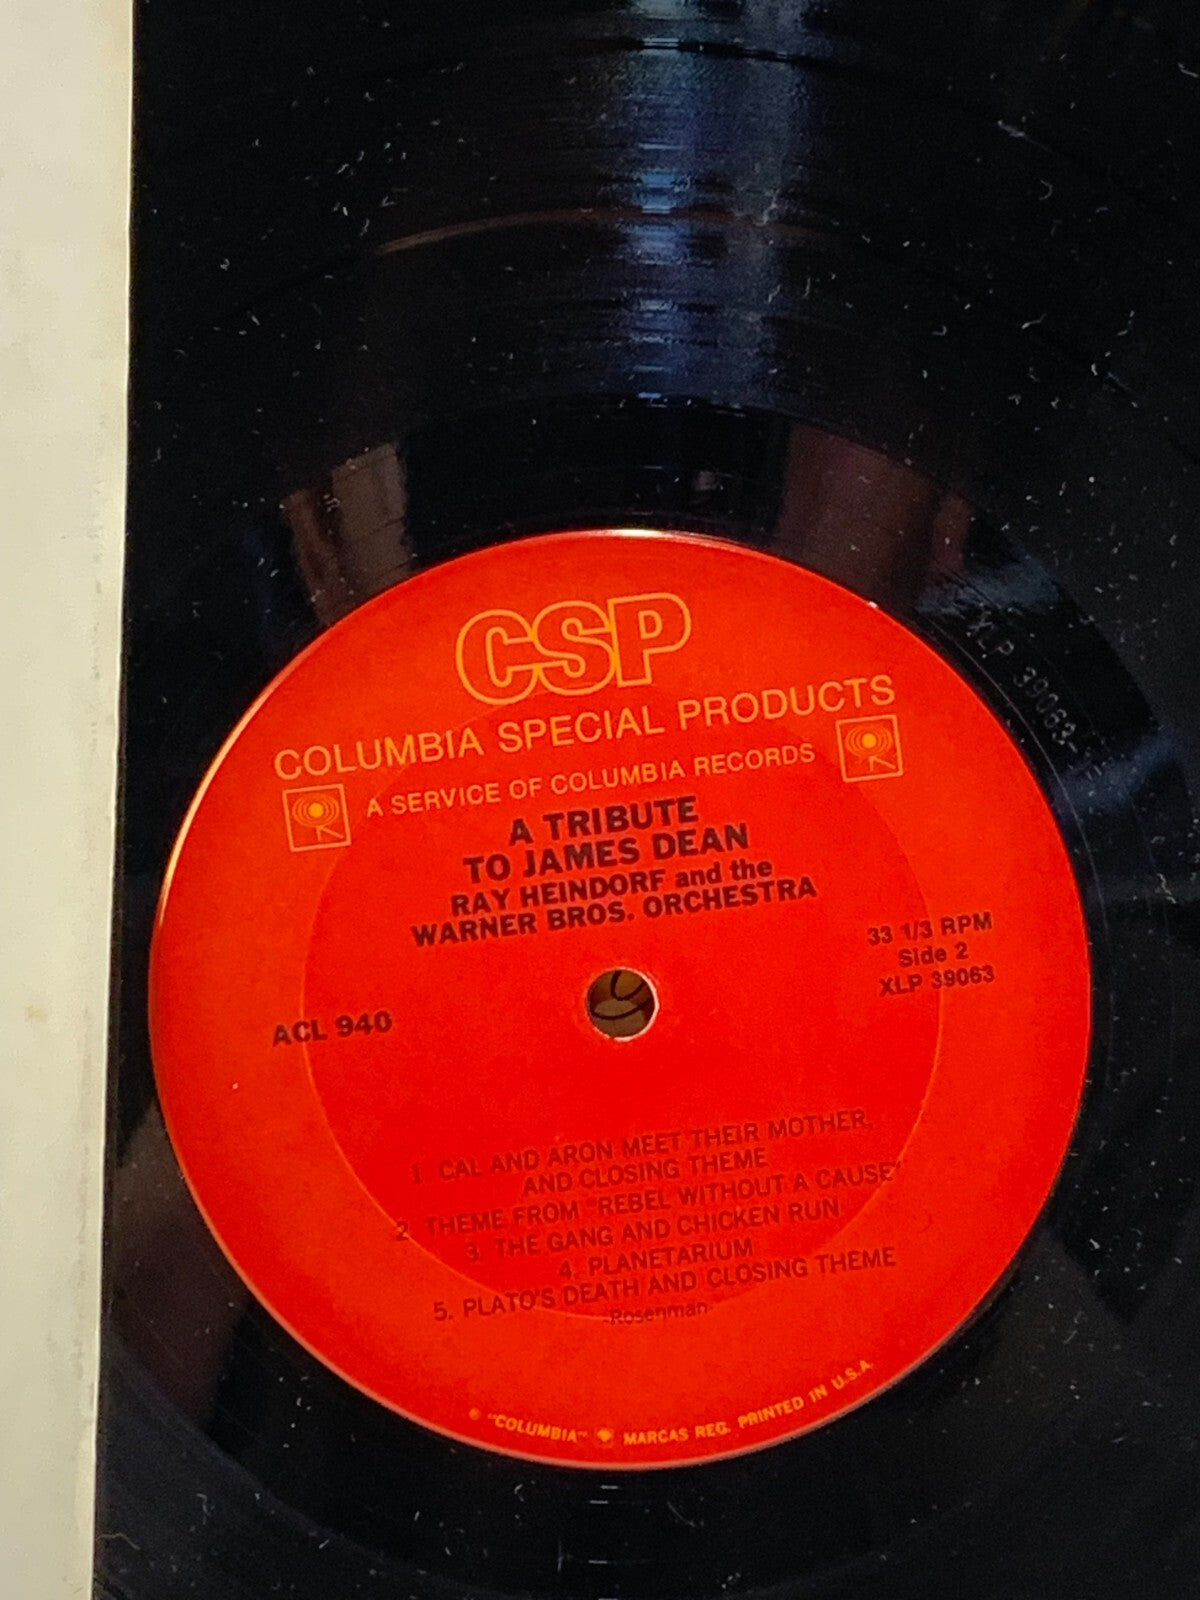 CSP
COLUMBIA SPECIAL PRODUCTS
A SERVICE OF COLUMBIA RECORDS
A TRIBUTE
TO JAMES DEAN
RAY HEINDORF and the
WARNER BROS. ORCHESTRA
33 1/3 RPM
Side 2
XLP 39063
ACL 940
1. CAL AND ARON MEET THEIR MOTHER,
AND CLOSING THEME
2. THEME FROM "REBEL WITHOUT A CAUSE"
3. THE GANG AND CHICKEN RUN
4. PLANETARIUM
5. PLATO'S DEATH AND CLOSING THEME
-Rosenman-
"COLUMBIA" MARCAS REG. PRINTED IN U.S.A.
XLP 39063-